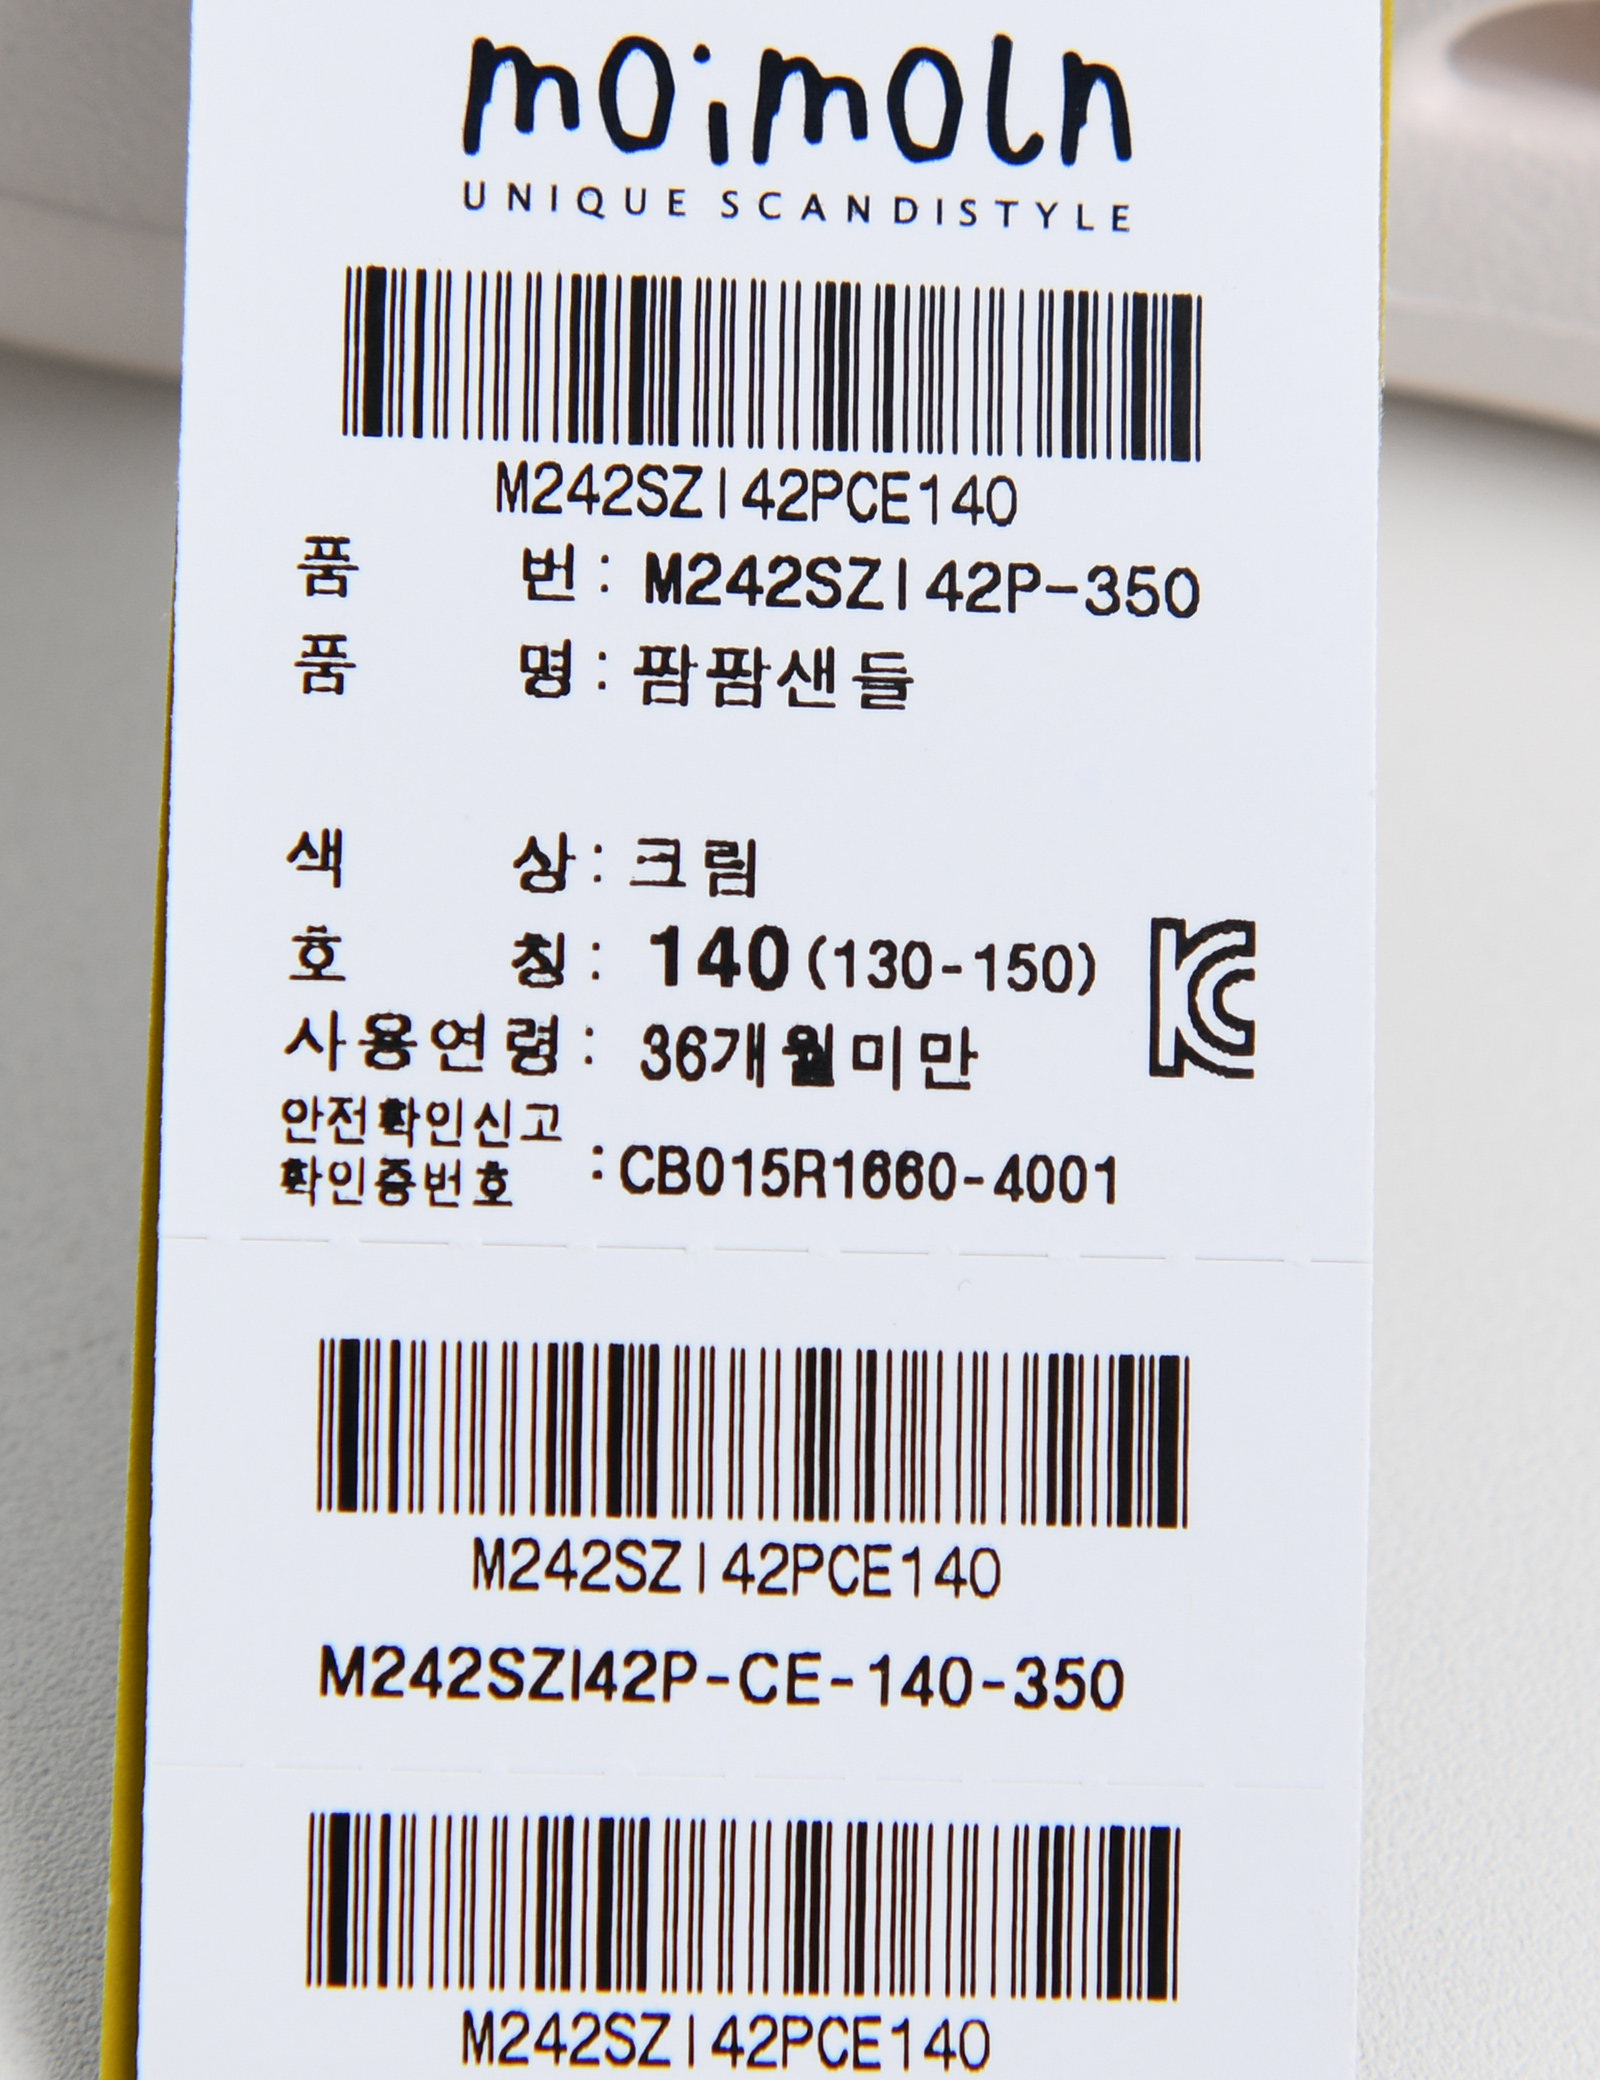 moimoln
UNIQUE SCANDISTYLE
M242SZI42PCE140
품 번 : M242SZI42P-350
품 명 : 팜팜샌들
색 상 : 크림
호 칭 : 140 (130-150)
사용연령 : 36개월미만
안전확인신고
확인증번호 : CB015R1660-4001
M242SZI42PCE140
M242SZI42P-CE-140-350
M242SZI42PCE140